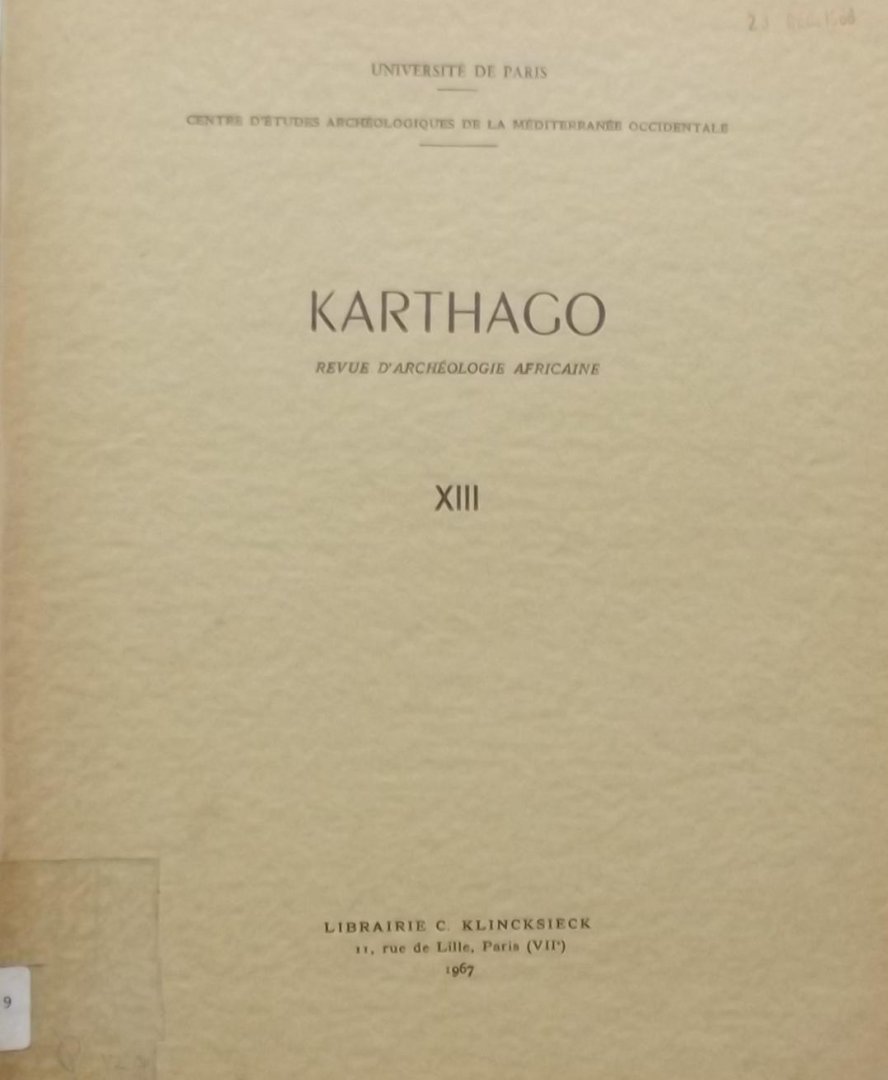 UNIVERSITÉ DE PARIS
CENTRE D'ÉTUDES ARCHÉOLOGIQUES DE LA MÉDITERRANÉE OCCIDENTALE
KARTHAGO
REVUE D'ARCHÉOLOGIE AFRICAINE
XIII
LIBRAIRIE C. KLINCKSIECK
11, rue de Lille, Paris (VIIᵉ)
1967
9